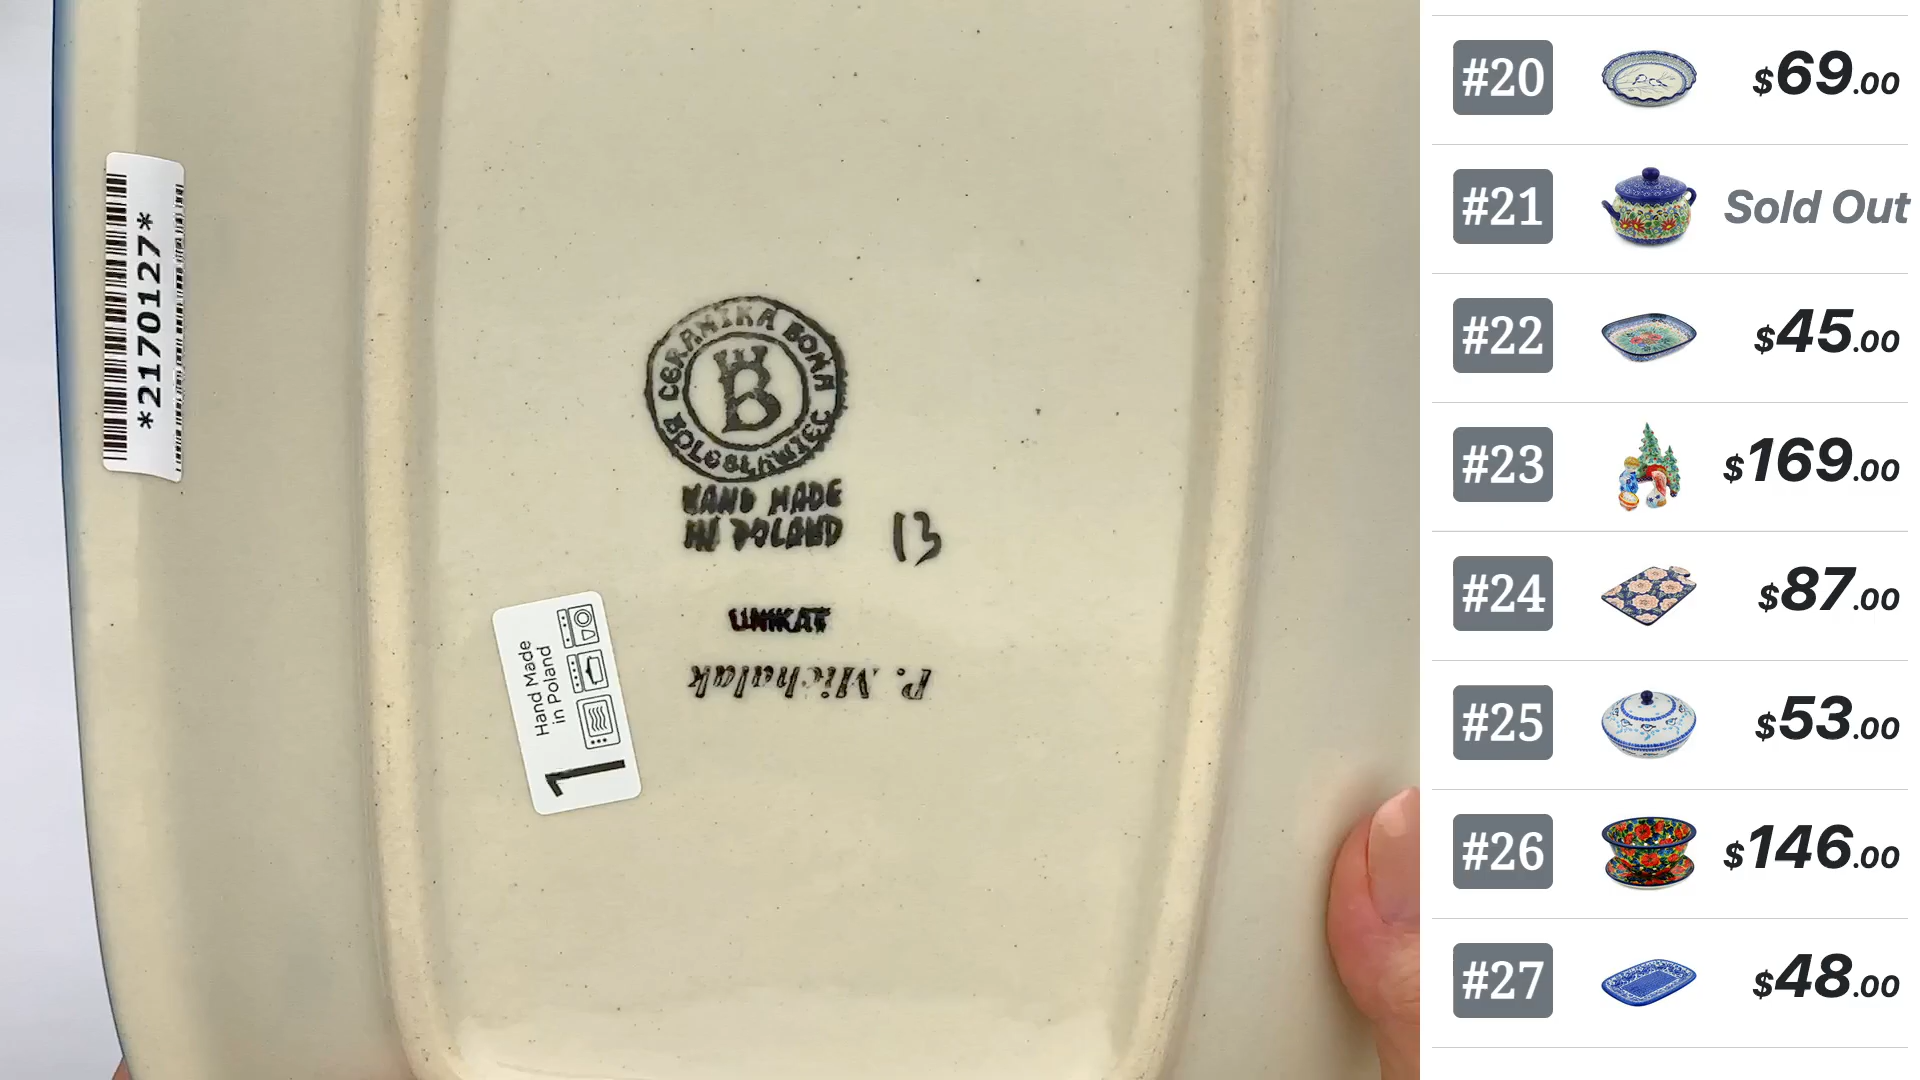 *2170127*
CERAMIKA BONA
BOLESŁAWIEC
B
HAND MADE
IN POLAND
13
UNIKAT
P. Michalak
Hand Made
in Poland
1
#20 $69.00
#21 Sold Out
#22 $45.00
#23 $169.00
#24 $87.00
#25 $53.00
#26 $146.00
#27 $48.00